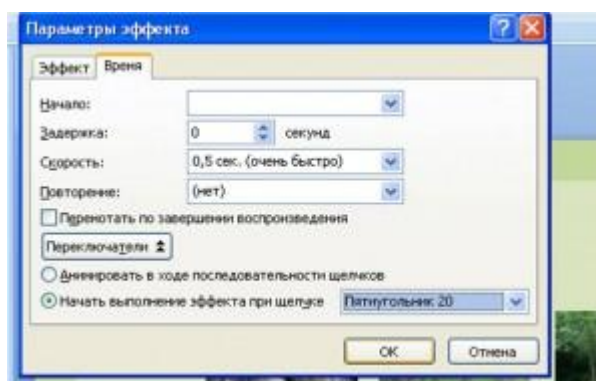 Параметры эффекта
Эффект Время
Начало:
Задержка: 0 секунд
Скорость: 0,5 сек. (очень быстро)
Повторение: (нет)
Перемотать по завершении воспроизведения
Переключатели
Анимировать в ходе последовательности щелчков
Начать выполнение эффекта при щелчке Пятиугольник 20
ОК Отмена